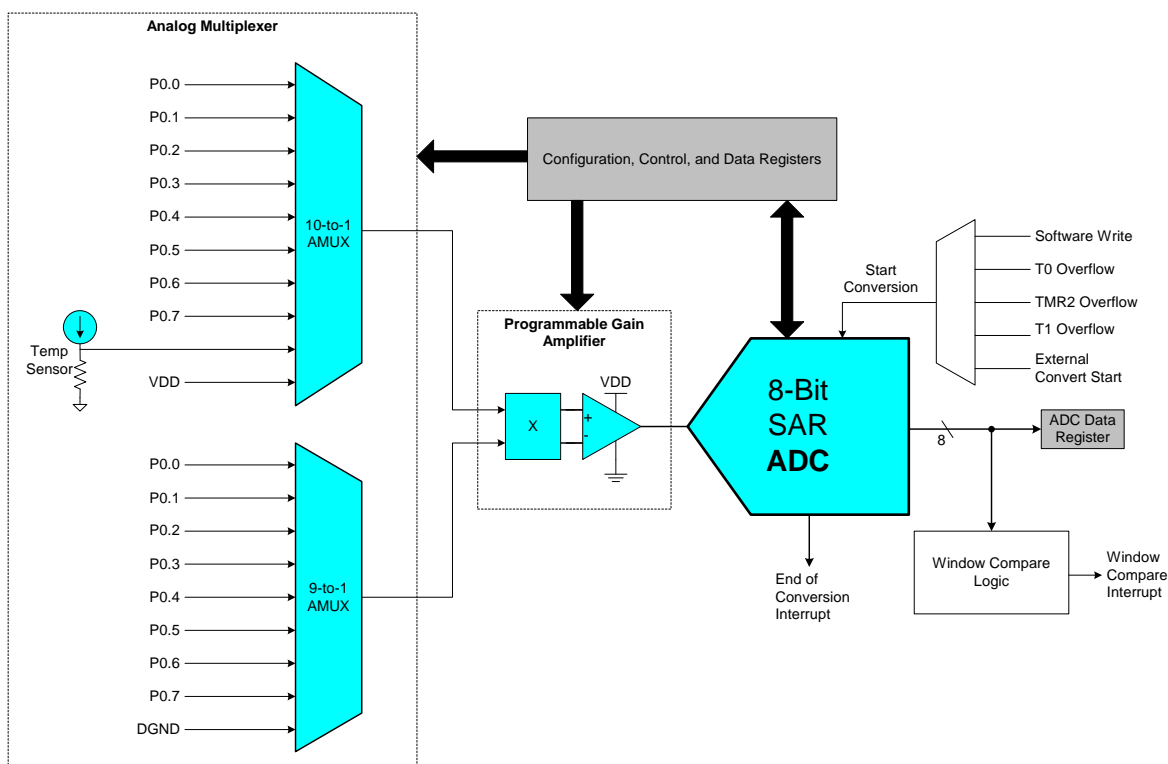 Analog Multiplexer
P0.0
P0.1
P0.2
P0.3
P0.4
P0.5
P0.6
P0.7
Temp
Sensor
VDD
10-to-1
AMUX
P0.0
P0.1
P0.2
P0.3
P0.4
P0.5
P0.6
P0.7
DGND
9-to-1
AMUX
Configuration, Control, and Data Registers
Programmable Gain
Amplifier
X
+
-
VDD
Start
Conversion
Software Write
T0 Overflow
TMR2 Overflow
T1 Overflow
External
Convert Start
8-Bit
SAR
ADC
8
ADC Data
Register
End of
Conversion
Interrupt
Window Compare
Logic
Window
Compare
Interrupt